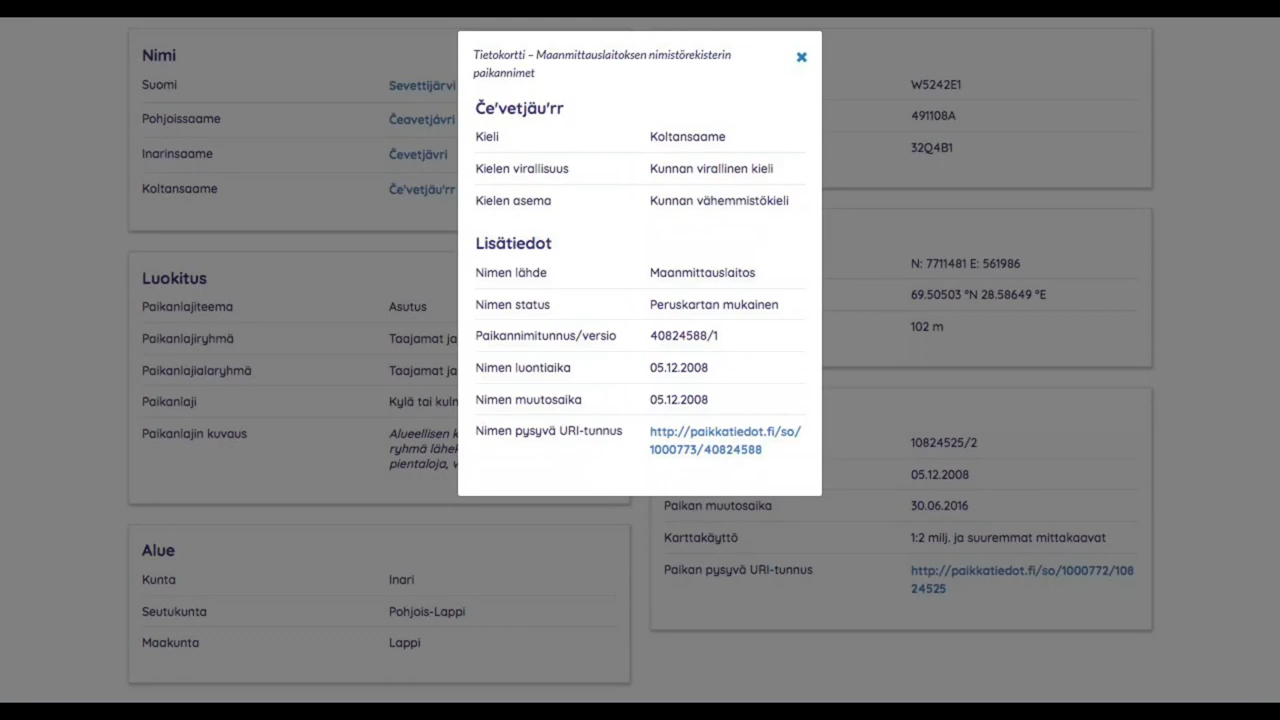 Tietokortti – Maanmittauslaitoksen nimistörekisterin
paikannimet
Če'vetjäu'rr
Kieli Koltansaame
Kielen virallisuus Kunnan virallinen kieli
Kielen asema Kunnan vähemmistökieli
Lisätiedot
Nimen lähde Maanmittauslaitos
Nimen status Peruskartan mukainen
Paikannimitunnus/versio 40824588/1
Nimen luontiaika 05.12.2008
Nimen muutosaika 05.12.2008
Nimen pysyvä URI-tunnus http://paikkatiedot.fi/so/
1000773/40824588
Nimi
Suomi Sevettijärvi
Pohjoissaame Čeavetjávri
Inarinsaame Čevetjävri
Koltansaame Če'vetjäu'rr
Luokitus
Paikanlajiteema Asutus
Paikanlajiryhmä Taajamat ja
Paikanlajialaryhmä Taajamat ja
Paikanlaji Kylä tai
Paikanlajin kuvaus Alueellisen
ryhmä
pientaloja,
Alue
Kunta Inari
Seutukunta Pohjois-Lappi
Maakunta Lappi
W5242E1
491108A
32Q4B1
N: 7711481 E: 561986
69.50503 °N 28.58649 °E
102 m
10824525/2
05.12.2008
Paikan muutosaika 30.06.2016
Karttakäyttö 1:2 milj. ja suuremmat mittakaavat
Paikan pysyvä URI-tunnus http://paikkatiedot.fi/so/1000772/108
24525